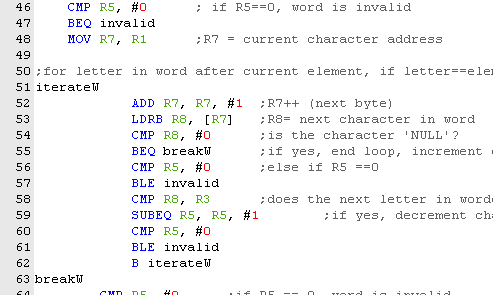 46 CMP R5, #0 ; if R5==0, word is invalid
47 BEQ invalid
48 MOV R7, R1 ;R7 = current character address
49
50 ;for letter in word after current element, if letter==elem
51 iterateW
52 ADD R7, R7, #1 ;R7++ (next byte)
53 LDRB R8, [R7] ;R8= next character in word
54 CMP R8, #0 ;is the character 'NULL'?
55 BEQ breakW ;if yes, end loop, increment c
56 CMP R5, #0 ;else if R5 ==0
57 BLE invalid
58 CMP R8, R3 ;does the next letter in word
59 SUBEQ R5, R5, #1 ;if yes, decrement cha
60 CMP R5, #0
61 BLE invalid
62 B iterateW
63 breakW
64 CMP R5, #0 ;if R5 == 0, word is invalid